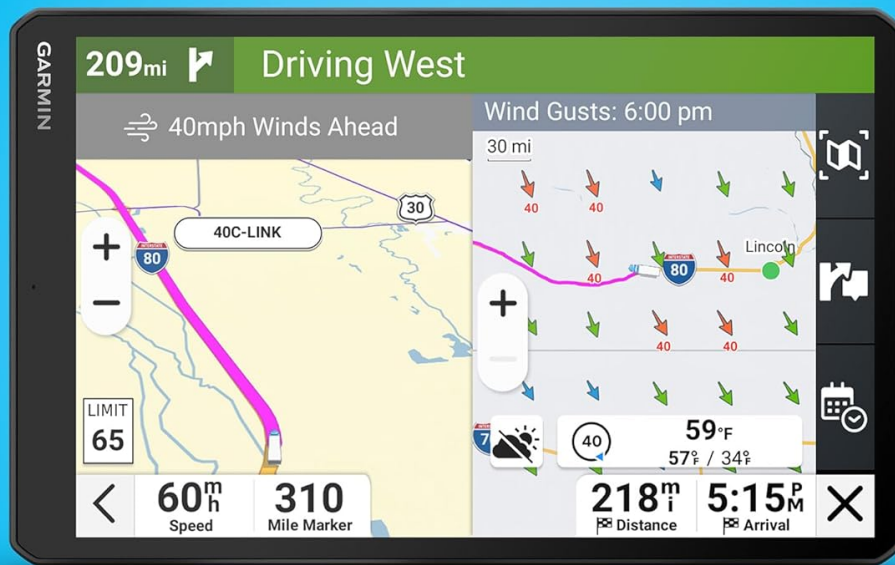 GARMIN
209mi
Driving West
40mph Winds Ahead
Wind Gusts: 6:00 pm
30 mi
30
40C-LINK
INTERSTATE
80
LIMIT
65
40
40
Lincoln
40
80
40
40
40
40
59°F
57°F / 34°F
60mh
Speed
310
Mile Marker
218mi
Distance
5:15PM
Arrival